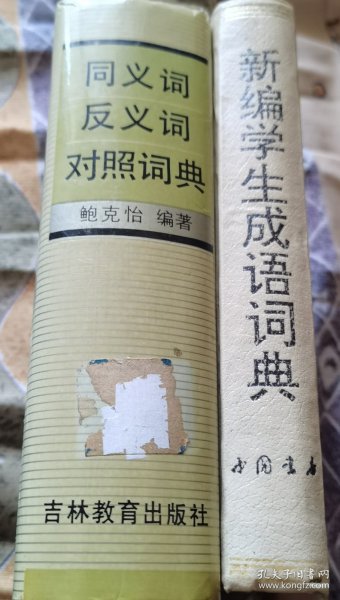 同义词
反义词
对照词典
鲍克怡 编著
吉林教育出版社
新编学生成语词典
中国书店
孔夫子旧书网
www.kongfz.com